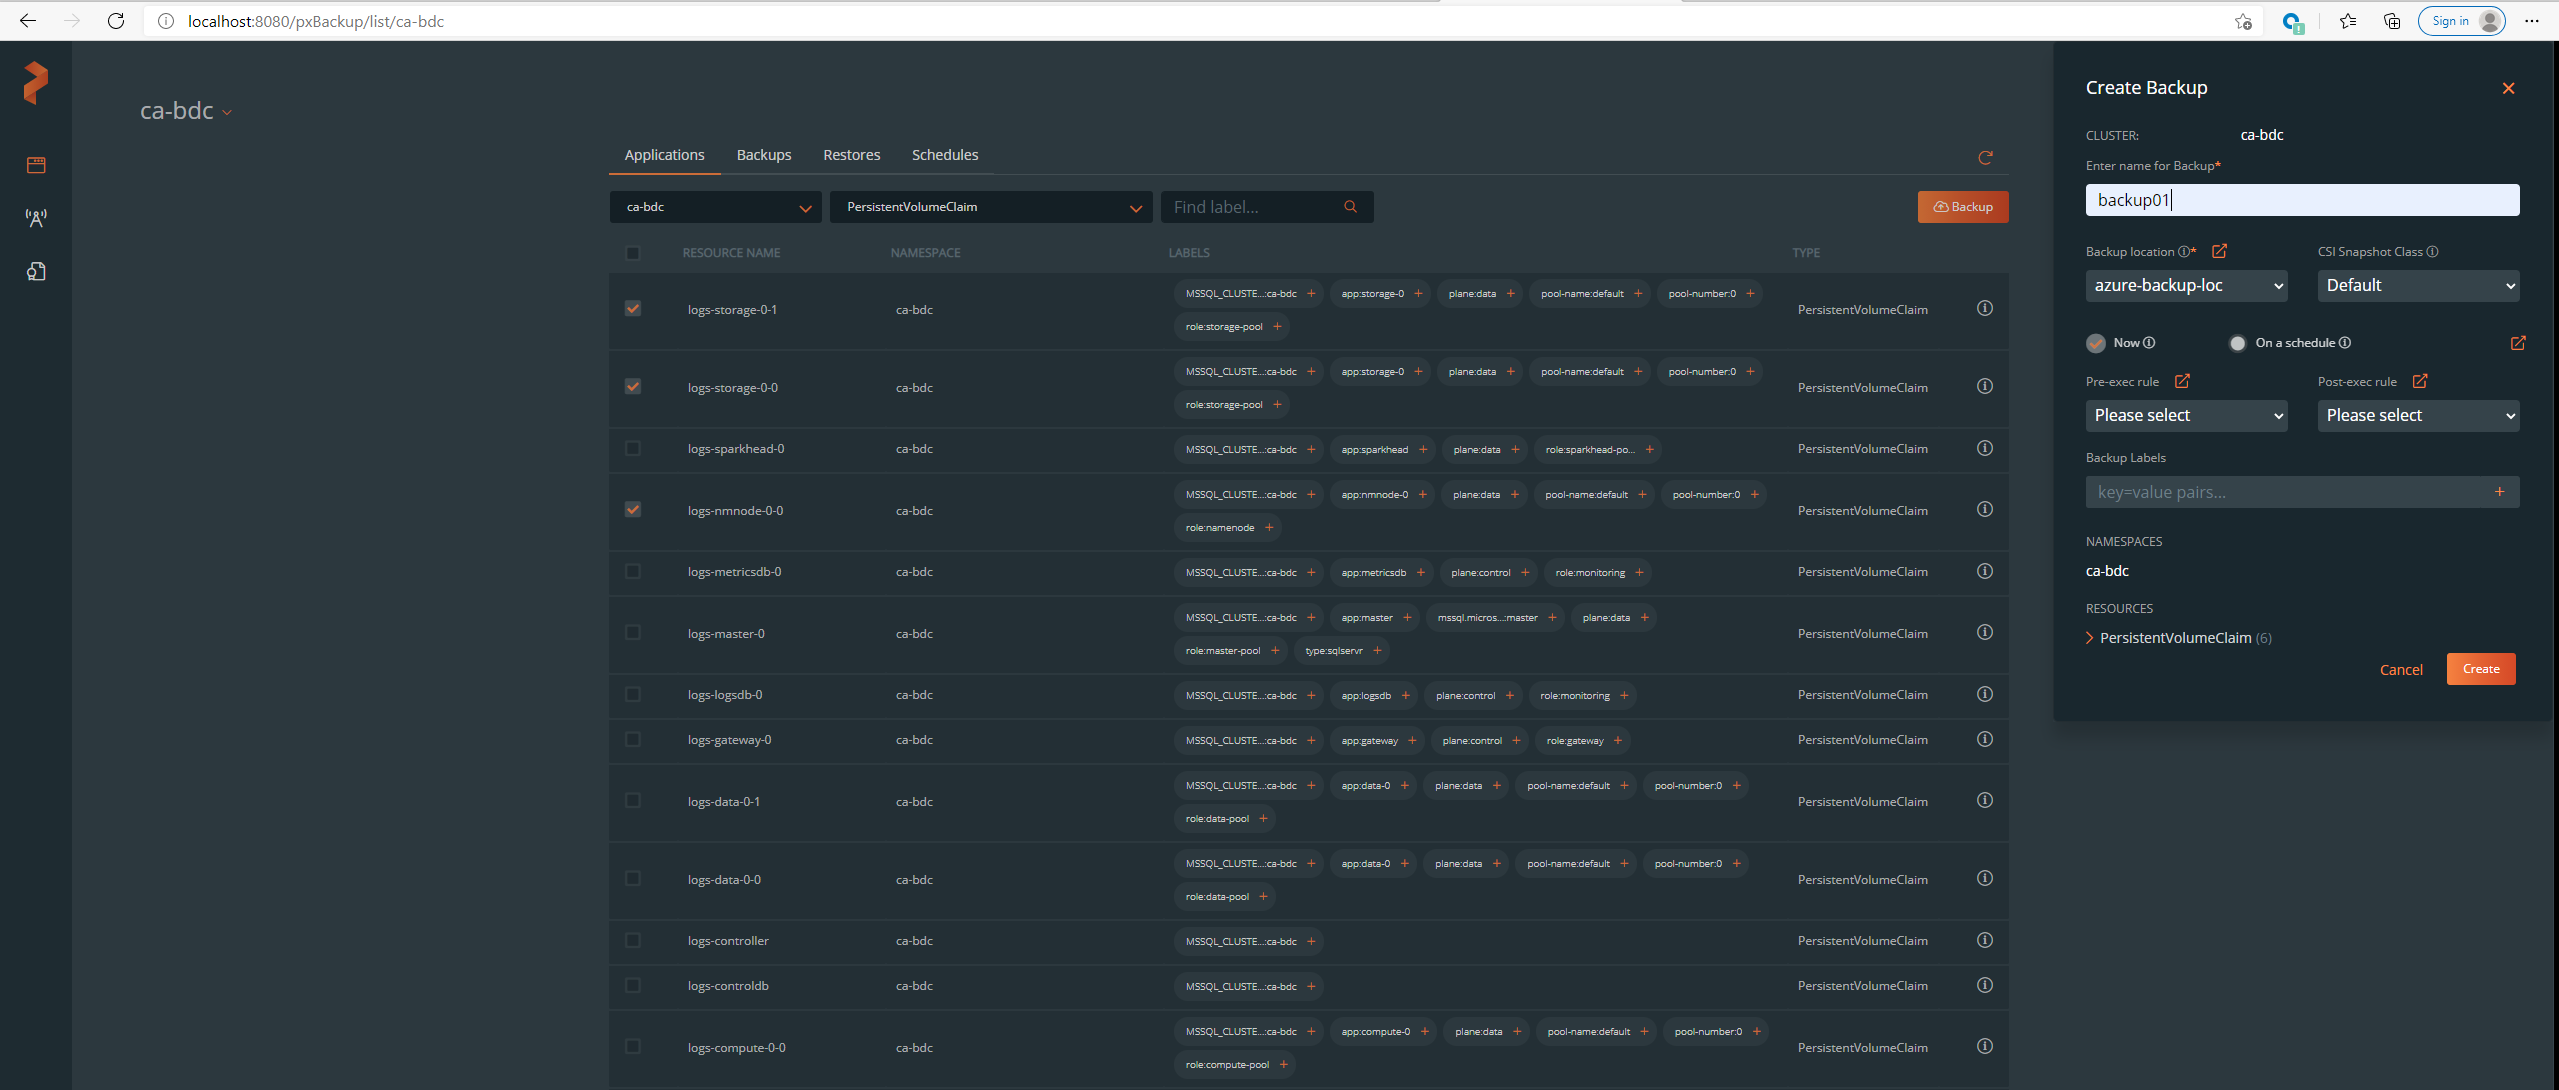 localhost:8080/pxBackup/list/ca-bdc
Sign in
ca-bdc
Applications Backups Restores Schedules
ca-bdc PersistentVolumeClaim Find label... Backup
RESOURCE NAME NAMESPACE LABELS TYPE
logs-storage-0-1 ca-bdc MSSQL_CLUSTE...:ca-bdc + app:storage-0 + plane:data + pool-name:default + pool-number:0 + PersistentVolumeClaim
role:storage-pool +
logs-storage-0-0 ca-bdc MSSQL_CLUSTE...:ca-bdc + app:storage-0 + plane:data + pool-name:default + pool-number:0 + PersistentVolumeClaim
role:storage-pool +
logs-sparkhead-0 ca-bdc MSSQL_CLUSTE...:ca-bdc + app:sparkhead + plane:data + role:sparkhead-po... + PersistentVolumeClaim
logs-nmnode-0-0 ca-bdc MSSQL_CLUSTE...:ca-bdc + app:nmnode-0 + plane:data + pool-name:default + pool-number:0 + PersistentVolumeClaim
role:namenode +
logs-metricsdb-0 ca-bdc MSSQL_CLUSTE...:ca-bdc + app:metricsdb + plane:control + role:monitoring + PersistentVolumeClaim
logs-master-0 ca-bdc MSSQL_CLUSTE...:ca-bdc + app:master + mssql.micros...:master + plane:data + PersistentVolumeClaim
role:master-pool + type:sqlservr +
logs-logsdb-0 ca-bdc MSSQL_CLUSTE...:ca-bdc + app:logsdb + plane:control + role:monitoring + PersistentVolumeClaim
logs-gateway-0 ca-bdc MSSQL_CLUSTE...:ca-bdc + app:gateway + plane:control + role:gateway + PersistentVolumeClaim
logs-data-0-1 ca-bdc MSSQL_CLUSTE...:ca-bdc + app:data-0 + plane:data + pool-name:default + pool-number:0 + PersistentVolumeClaim
role:data-pool +
logs-data-0-0 ca-bdc MSSQL_CLUSTE...:ca-bdc + app:data-0 + plane:data + pool-name:default + pool-number:0 + PersistentVolumeClaim
role:data-pool +
logs-controller ca-bdc MSSQL_CLUSTE...:ca-bdc + PersistentVolumeClaim
logs-controldb ca-bdc MSSQL_CLUSTE...:ca-bdc + PersistentVolumeClaim
logs-compute-0-0 ca-bdc MSSQL_CLUSTE...:ca-bdc + app:compute-0 + plane:data + pool-name:default + pool-number:0 + PersistentVolumeClaim
role:compute-pool +
Create Backup
CLUSTER: ca-bdc
Enter name for Backup*
backup01
Backup location * CSI Snapshot Class
azure-backup-loc Default
Now On a schedule
Pre-exec rule Post-exec rule
Please select Please select
Backup Labels
key=value pairs... +
NAMESPACES
ca-bdc
RESOURCES
PersistentVolumeClaim (6)
Cancel Create